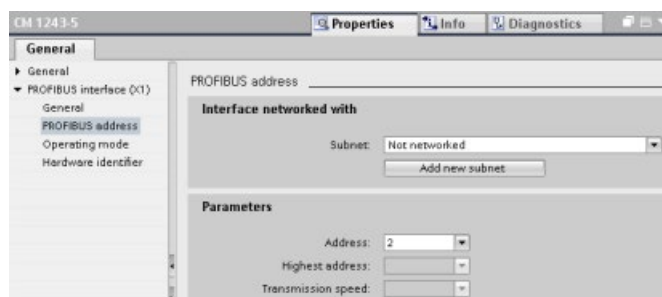 CM 1243-5
Properties
Info
Diagnostics
General
General
PROFIBUS interface (X1)
General
PROFIBUS address
Operating mode
Hardware identifier
PROFIBUS address
Interface networked with
Subnet: Not networked
Add new subnet
Parameters
Address: 2
Highest address:
Transmission speed: